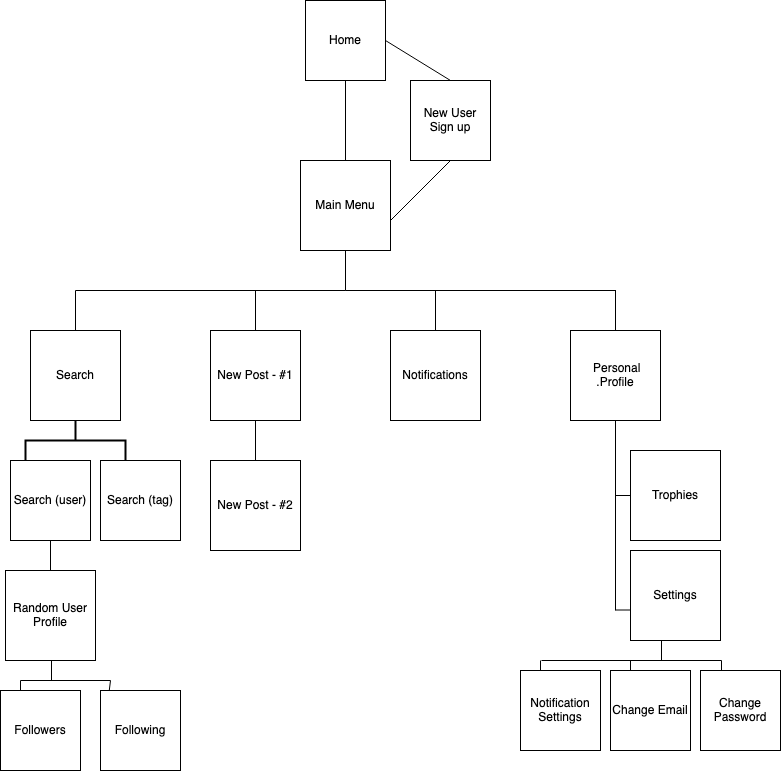 Home
New User
Sign up
Main Menu
Search
New Post - #1
Notifications
Personal
.Profile
Search (user)
Search (tag)
New Post - #2
Trophies
Random User
Profile
Settings
Followers
Following
Notification
Settings
Change Email
Change
Password